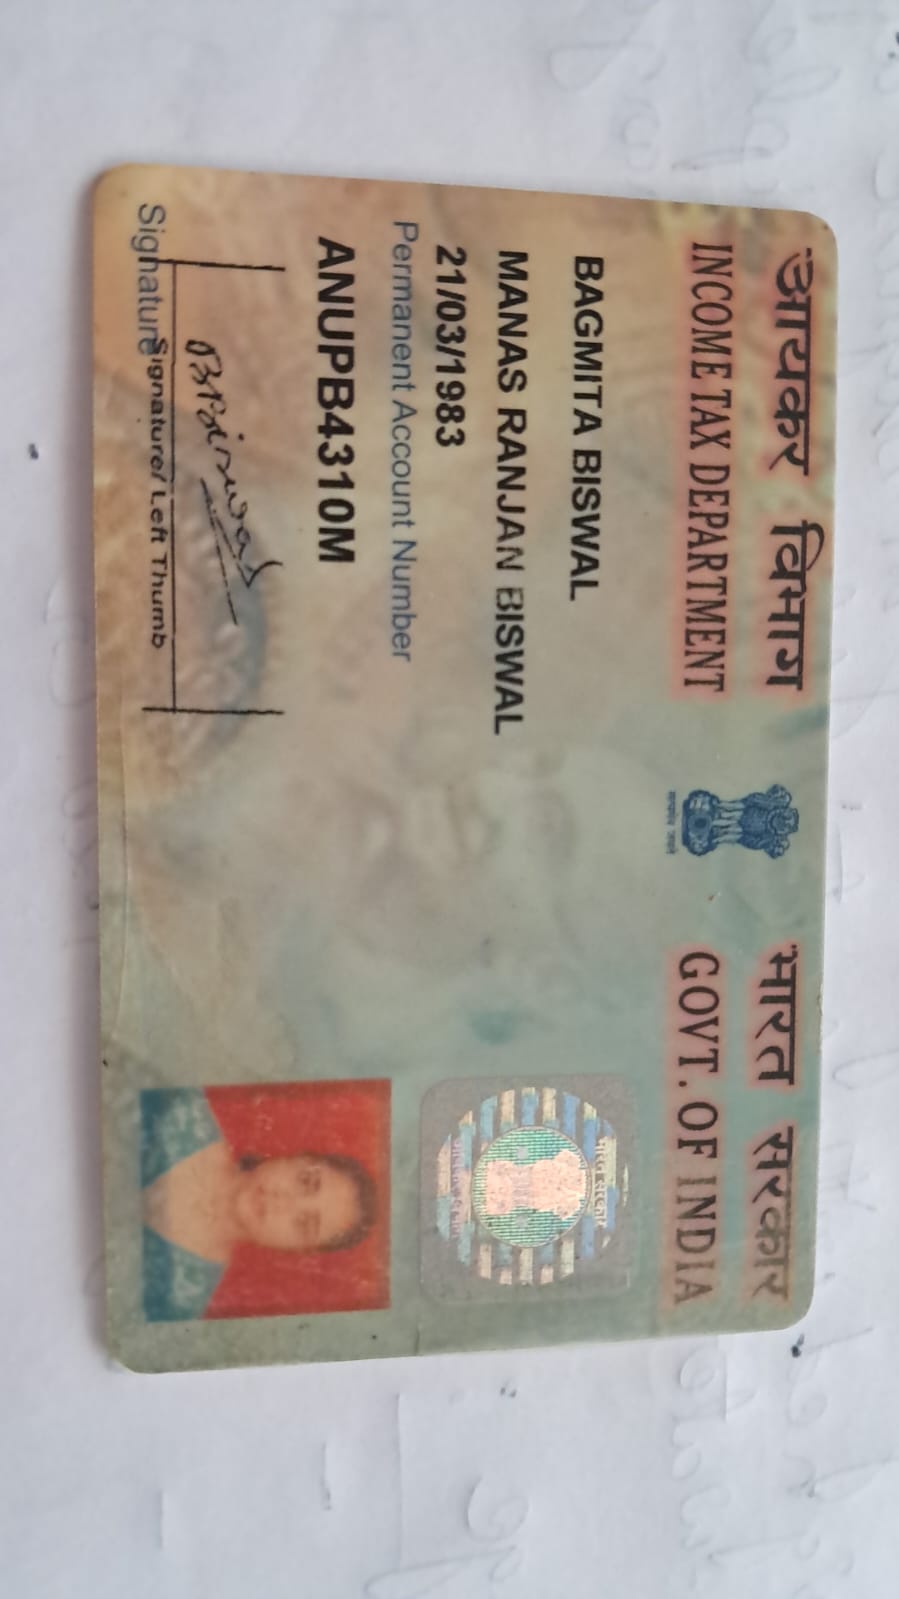 आयकर विभाग
INCOME TAX DEPARTMENT
भारत सरकार
GOVT. OF INDIA
BAGMITA BISWAL
MANAS RANJAN BISWAL
21/03/1983
Permanent Account Number
ANUPB4310M
Signature
Signature/ Left Thumb